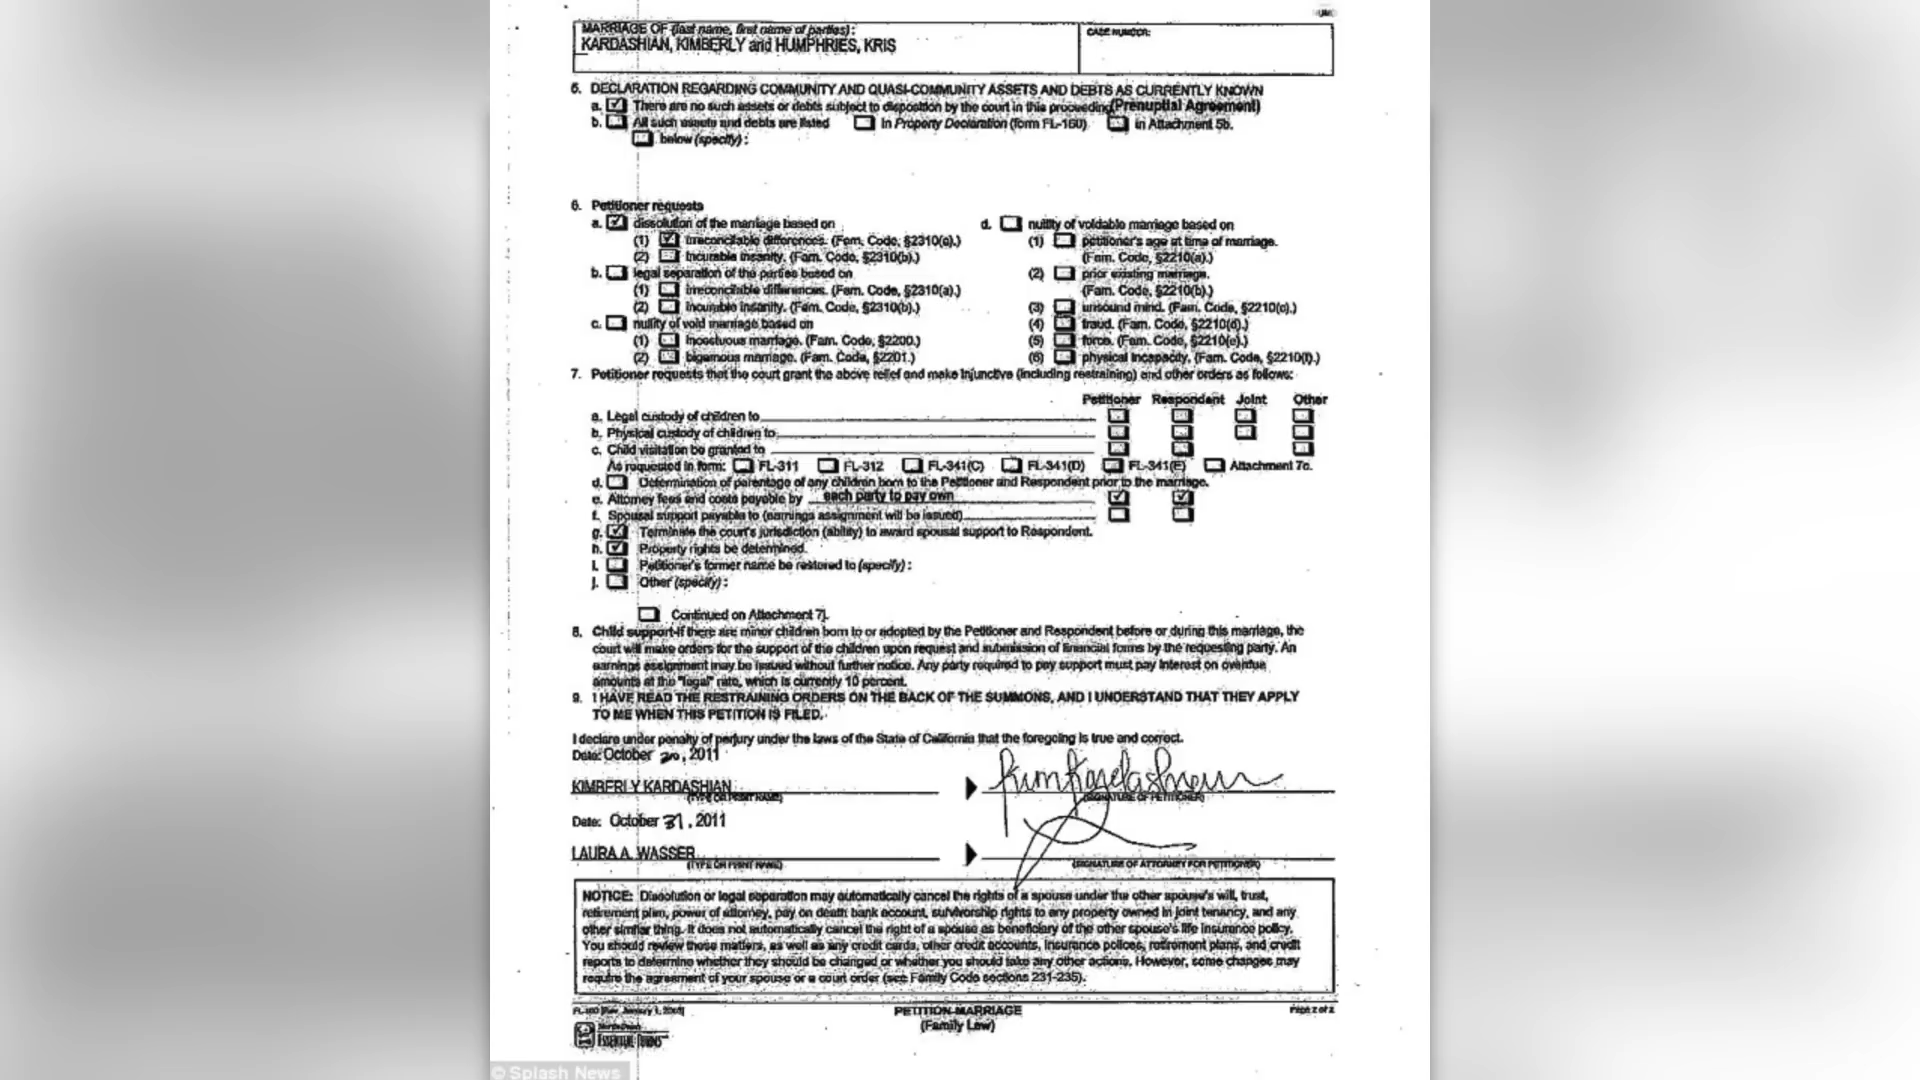 MARRIAGE OF (last name, first name of parties):
KARDASHIAN, KIMBERLY and HUMPHRIES, KRIS
CASE NUMBER:
5. DECLARATION REGARDING COMMUNITY AND QUASI-COMMUNITY ASSETS AND DEBTS AS CURRENTLY KNOWN
a. There are no such assets or debts subject to disposition by the court in this proceeding (Prenuptial Agreement)
b. All such assets and debts are listed in Property Declaration (form FL-160) in Attachment 5b.
below (specify):
6. Petitioner requests
a. dissolution of the marriage based on
(1) irreconcilable differences. (Fam. Code, §2310(a).)
(2) incurable insanity. (Fam. Code, §2310(b).)
b. legal separation of the parties based on
(1) irreconcilable differences. (Fam. Code, §2310(a).)
(2) incurable insanity. (Fam. Code, §2310(b).)
c. nullity of void marriage based on
(1) incestuous marriage. (Fam. Code, §2200.)
(2) bigamous marriage. (Fam. Code, §2201.)
d. nullity of voidable marriage based on
(1) petitioner's age at time of marriage.
(Fam. Code, §2210(a).)
(2) prior existing marriage.
(Fam. Code, §2210(b).)
(3) unsound mind. (Fam. Code, §2210(c).)
(4) fraud. (Fam. Code, §2210(d).)
(5) force. (Fam. Code, §2210(e).)
(6) physical incapacity. (Fam. Code, §2210(f).)
7. Petitioner requests that the court grant the above relief and make injunctive (including restraining) and other orders as follows:
Petitioner Respondent Joint Other
a. Legal custody of children to
b. Physical custody of children to
c. Child visitation be granted to
As requested in form: FL-311 FL-312 FL-341(C) FL-341(D) FL-341(E) Attachment 7c.
d. Determination of parentage of any children born to the Petitioner and Respondent prior to the marriage.
e. Attorney fees and costs payable by each party to pay own
f. Spousal support payable to (earnings assignment will be issued)
g. Terminate the court's jurisdiction (ability) to award spousal support to Respondent.
h. Property rights be determined.
i. Petitioner's former name be restored to (specify):
j. Other (specify):
Continued on Attachment 7j.
8. Child support-If there are minor children born to or adopted by the Petitioner and Respondent before or during this marriage, the
court will make orders for the support of the children upon request and submission of financial forms by the requesting party. An
earnings assignment may be issued without further notice. Any party required to pay support must pay interest on overdue
amounts at the "legal" rate, which is currently 10 percent.
9. I HAVE READ THE RESTRAINING ORDERS ON THE BACK OF THE SUMMONS, AND I UNDERSTAND THAT THEY APPLY
TO ME WHEN THIS PETITION IS FILED.
I declare under penalty of perjury under the laws of the State of California that the foregoing is true and correct.
Date: October 20, 2011
KIMBERLY KARDASHIAN
Kim Kardashian
(TYPE OR PRINT NAME)
(SIGNATURE OF PETITIONER)
Date: October 31, 2011
LAURA A. WASSER
(TYPE OR PRINT NAME)
(SIGNATURE OF ATTORNEY FOR PETITIONER)
NOTICE: Dissolution or legal separation may automatically cancel the rights of a spouse under the other spouse's will, trust,
retirement plan, power of attorney, pay on death bank account, survivorship rights to any property owned in joint tenancy, and any
other similar thing. It does not automatically cancel the right of a spouse as beneficiary of the other spouse's life insurance policy.
You should review these matters, as well as any credit cards, other credit accounts, insurance polices, retirement plans, and credit
reports to determine whether they should be changed or whether you should take any other actions. However, some changes may
require the agreement of your spouse or a court order (see Family Code sections 231-235).
FL-100 [Rev. January 1, 2005]
PETITION-MARRIAGE
(Family Law)
Page 2 of 2
© Splash News